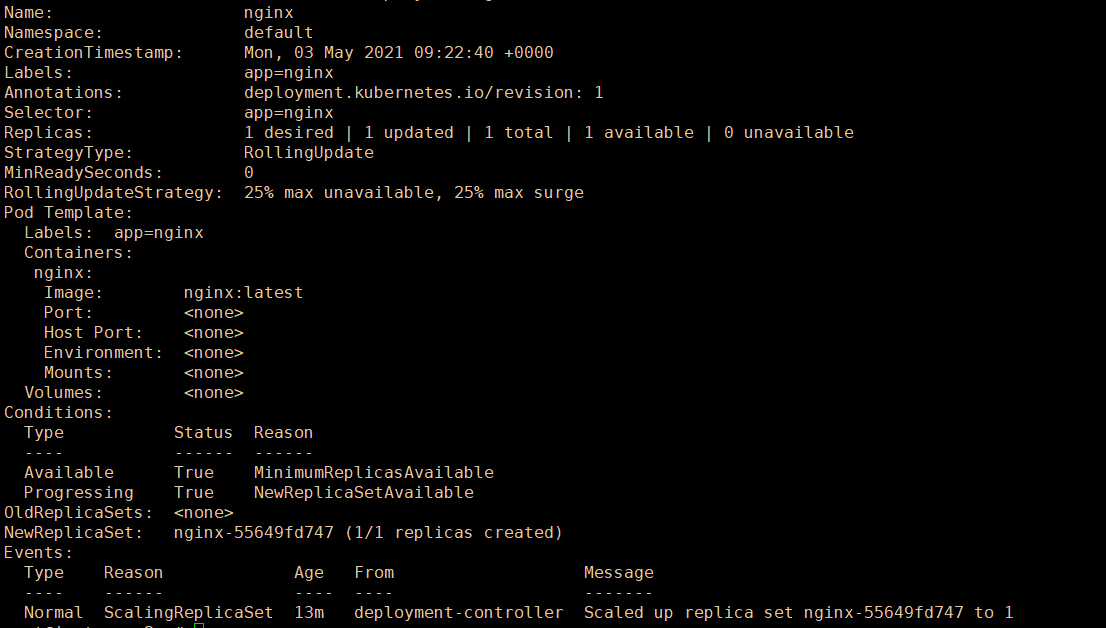 Name:                   nginx
Namespace:              default
CreationTimestamp:      Mon, 03 May 2021 09:22:40 +0000
Labels:                 app=nginx
Annotations:            deployment.kubernetes.io/revision: 1
Selector:               app=nginx
Replicas:               1 desired | 1 updated | 1 total | 1 available | 0 unavailable
StrategyType:           RollingUpdate
MinReadySeconds:        0
RollingUpdateStrategy:  25% max unavailable, 25% max surge
Pod Template:
  Labels:  app=nginx
  Containers:
   nginx:
    Image:        nginx:latest
    Port:         <none>
    Host Port:    <none>
    Environment:  <none>
    Mounts:       <none>
  Volumes:        <none>
Conditions:
  Type           Status  Reason
  ----           ------  ------
  Available      True    MinimumReplicasAvailable
  Progressing    True    NewReplicaSetAvailable
OldReplicaSets:  <none>
NewReplicaSet:   nginx-55649fd747 (1/1 replicas created)
Events:
  Type    Reason             Age   From                   Message
  ----    ------             ----  ----                   -------
  Normal  ScalingReplicaSet  13m   deployment-controller  Scaled up replica set nginx-55649fd747 to 1